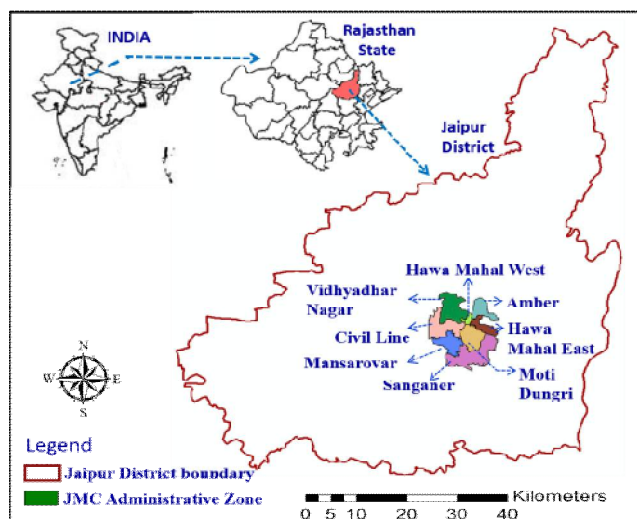 INDIA
Rajasthan
State
Jaipur
District
Hawa Mahal West
Vidhyadhar
Nagar
Amher
Civil Line
Hawa
Mahal East
Mansarovar
Moti
Dungri
Sanganer
N
W
E
S
Legend
Jaipur District boundary
JMC Administrative Zone
Kilometers
0 5 10 20 30 40